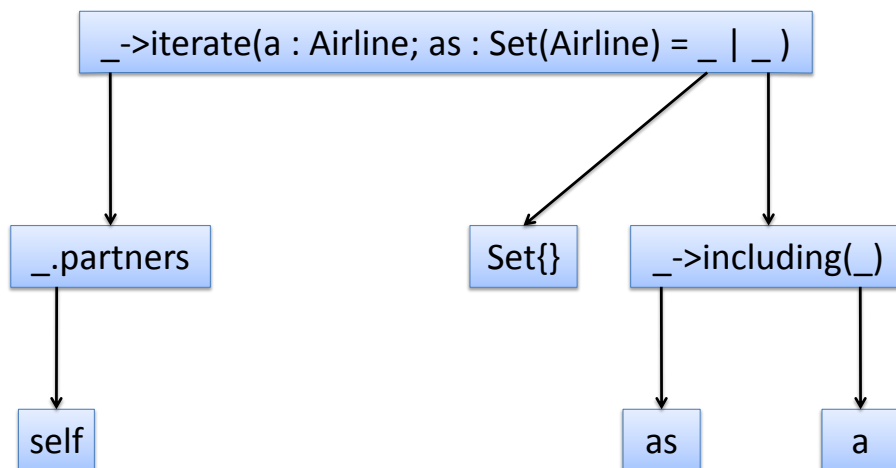 _->iterate(a : Airline; as : Set(Airline) = _ | _ )
_.partners
Set{}
_->including(_)
self
as
a